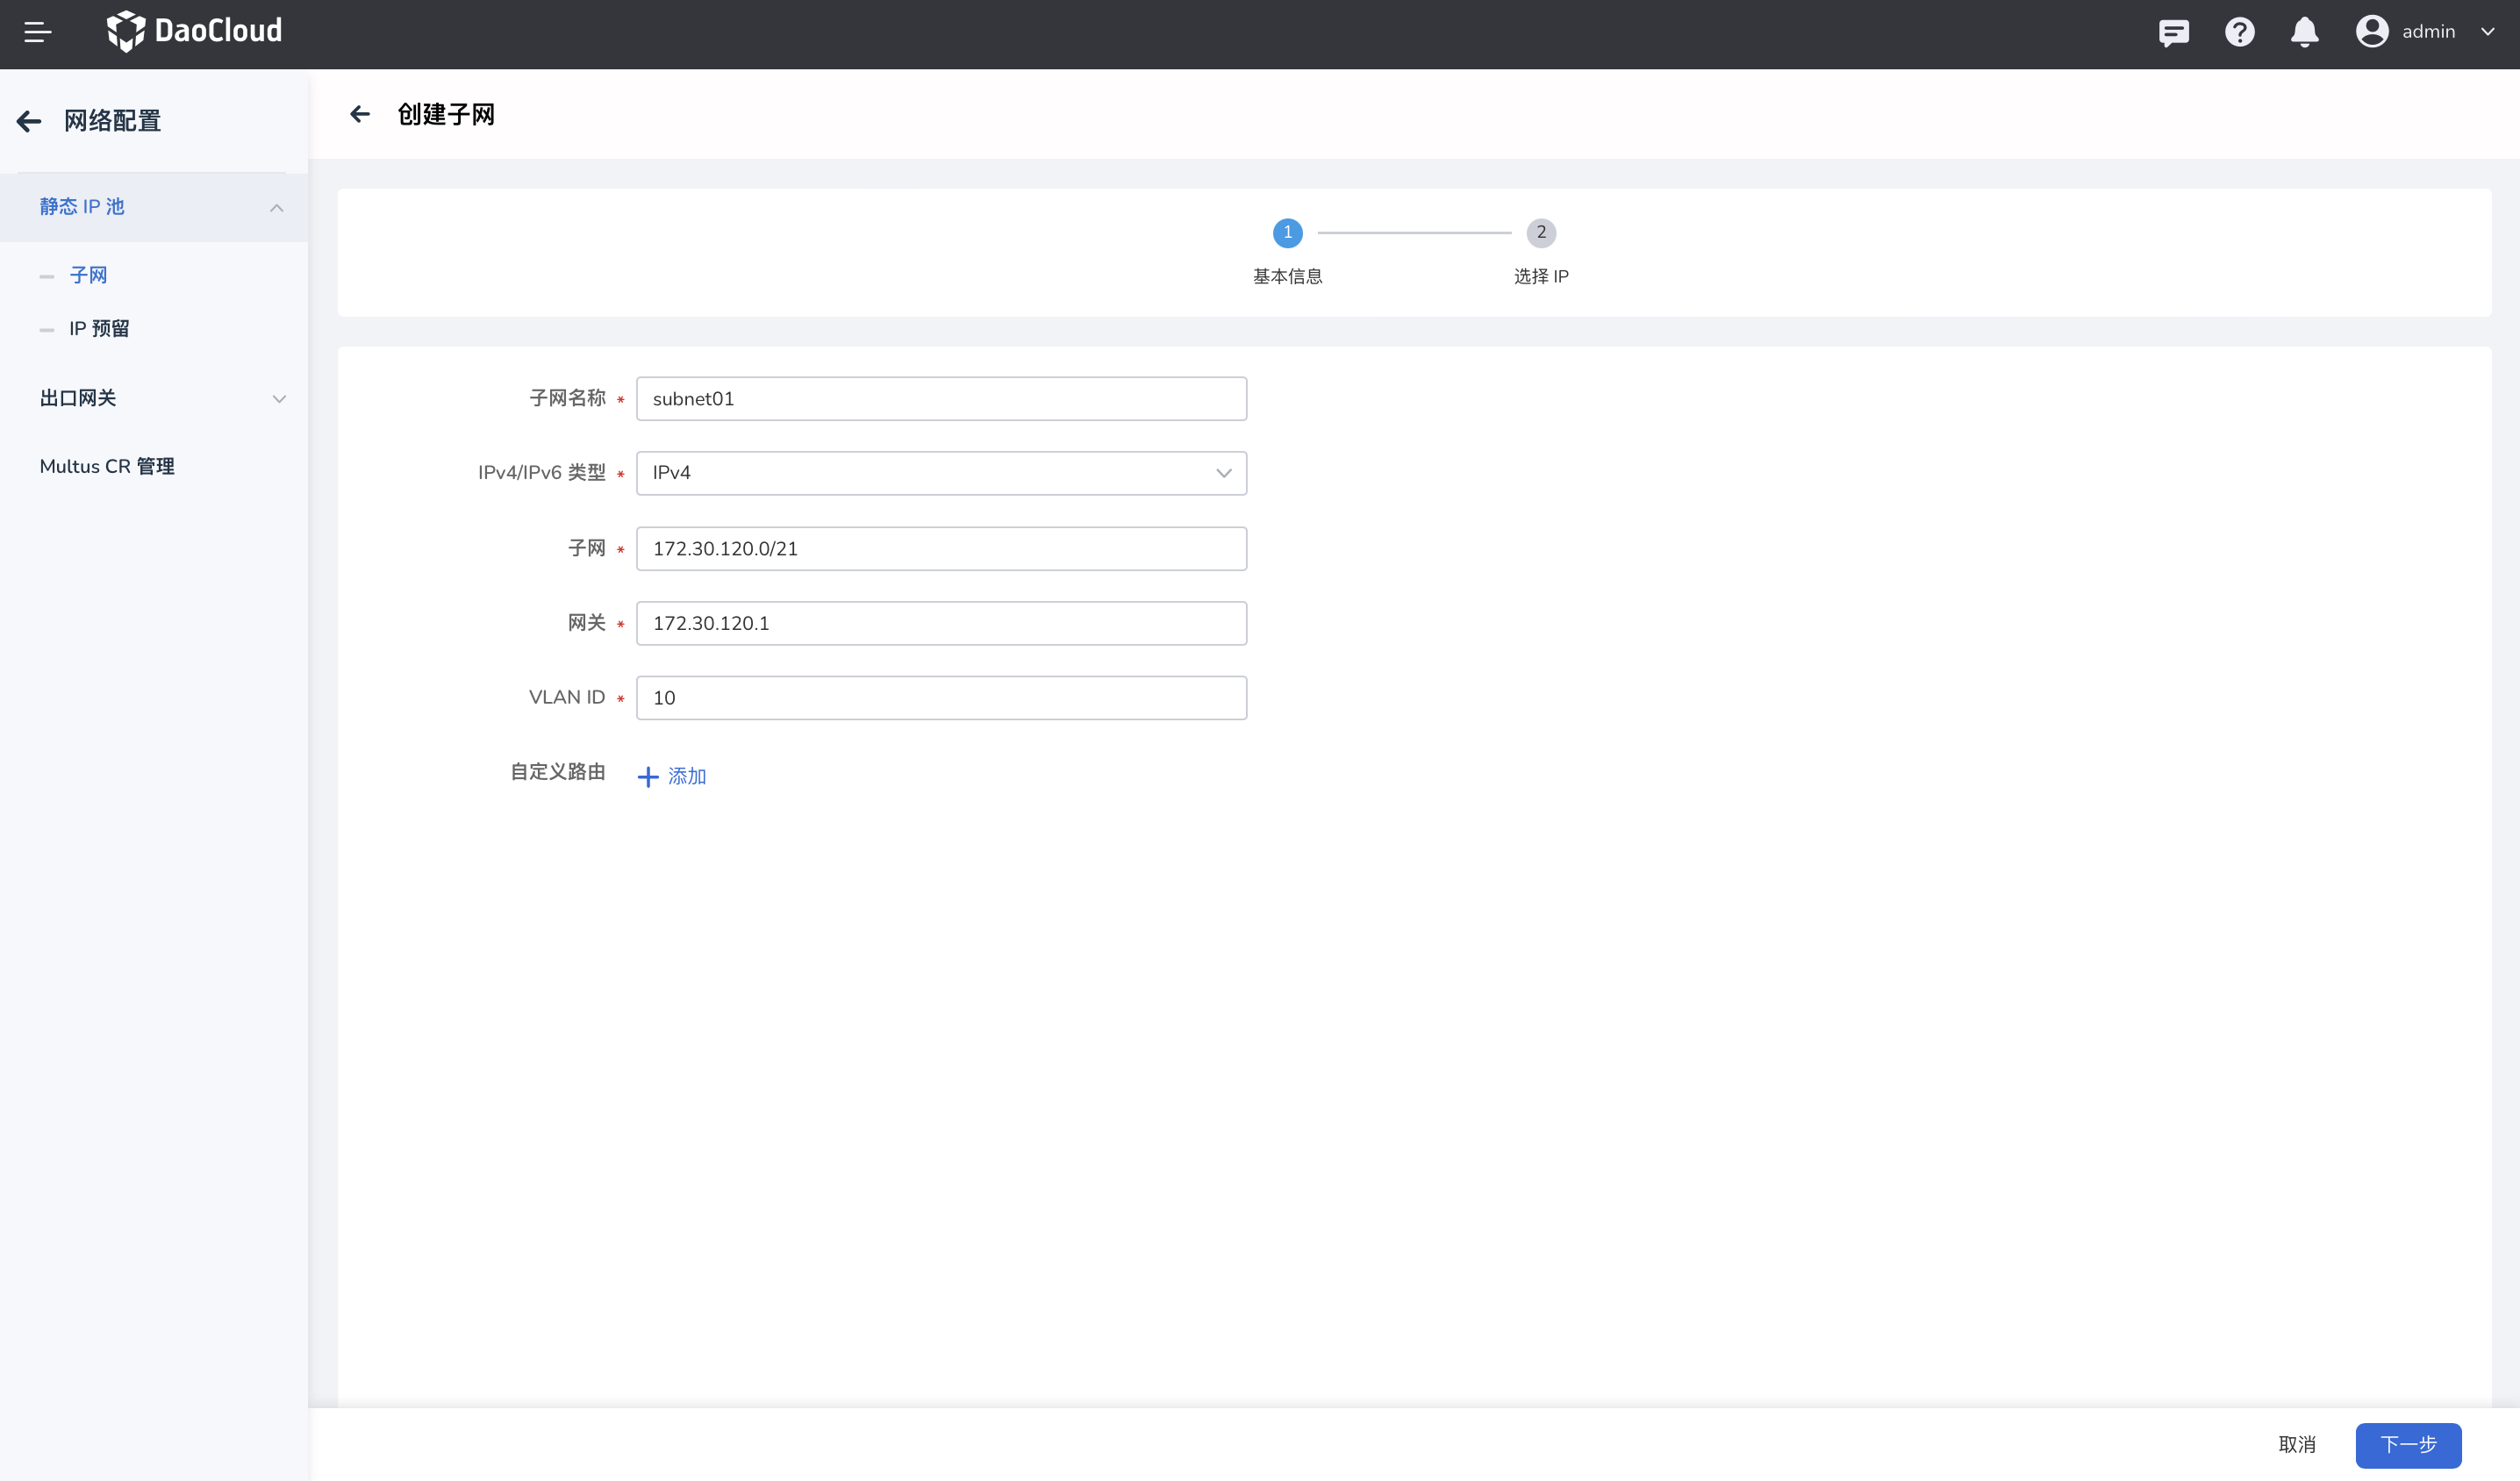 DaoCloud
admin
网络配置
静态 IP 池
子网
IP 预留
出口网关
Multus CR 管理
创建子网
1
2
基本信息
选择 IP
子网名称 * subnet01
IPv4/IPv6 类型 * IPv4
子网 * 172.30.120.0/21
网关 * 172.30.120.1
VLAN ID * 10
自定义路由 + 添加
取消
下一步